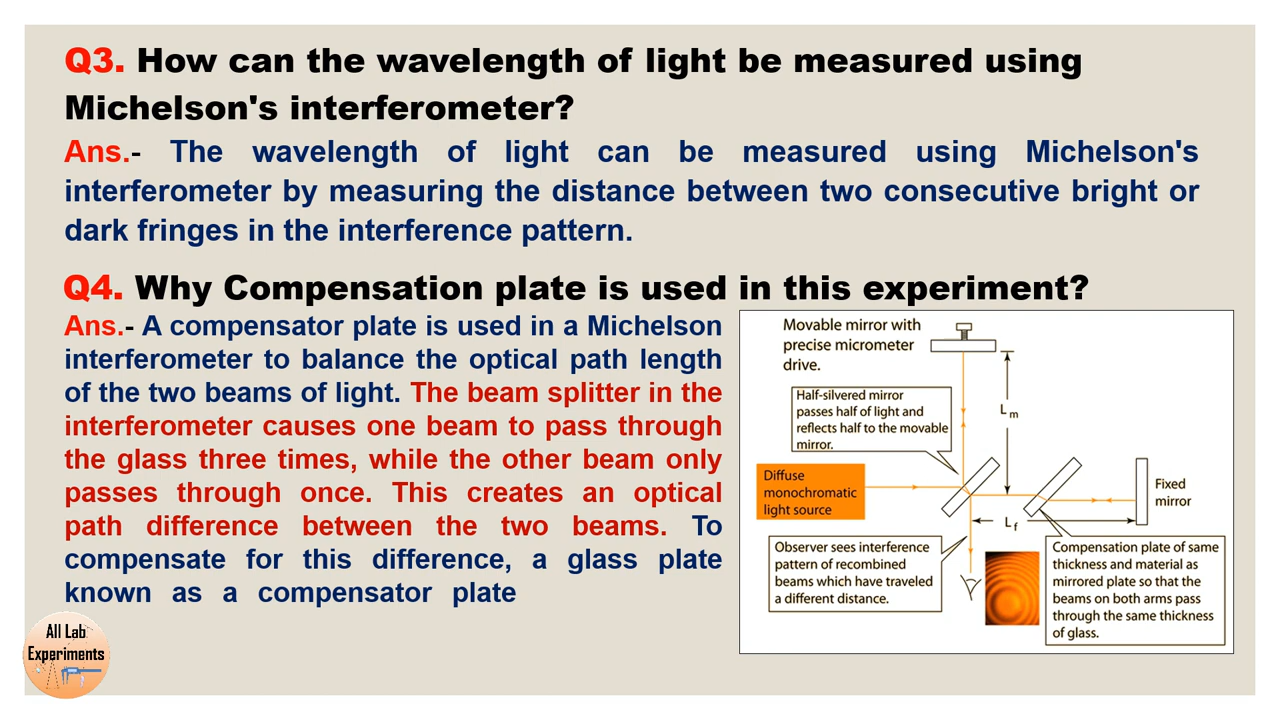 Q3. How can the wavelength of light be measured using
Michelson's interferometer?
Ans.- The wavelength of light can be measured using Michelson's
interferometer by measuring the distance between two consecutive bright or
dark fringes in the interference pattern.
Q4. Why Compensation plate is used in this experiment?
Ans.- A compensator plate is used in a Michelson
interferometer to balance the optical path length
of the two beams of light. The beam splitter in the
interferometer causes one beam to pass through
the glass three times, while the other beam only
passes through once. This creates an optical
path difference between the two beams. To
compensate for this difference, a glass plate
known as a compensator plate
Movable mirror with
precise micrometer
drive.
Half-silvered mirror
passes half of light and
reflects half to the movable
mirror.
L m
Diffuse
monochromatic
light source
Fixed
mirror
L f
Observer sees interference
pattern of recombined
beams which have traveled
a different distance.
Compensation plate of same
thickness and material as
mirrored plate so that the
beams on both arms pass
through the same thickness
of glass.
All Lab
Experiments